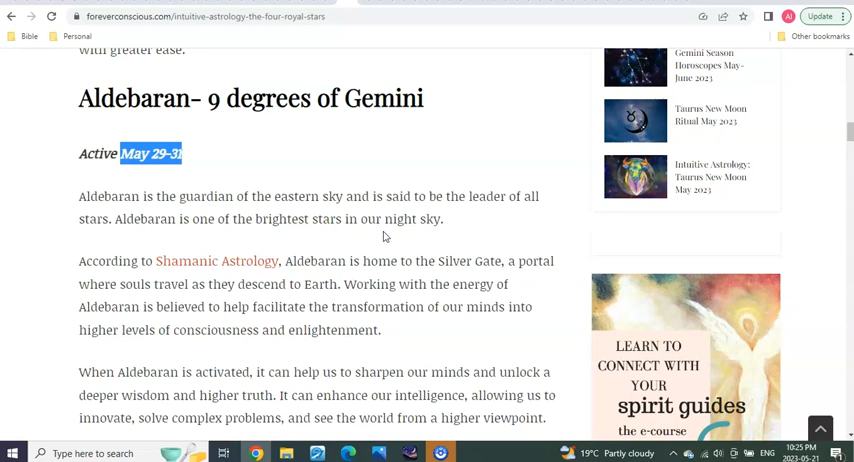 foreverconscious.com/intuitive-astrology-the-four-royal-stars
AI
Update
Bible
Personal
Other bookmarks
with greater ease.
Aldebaran- 9 degrees of Gemini
Active May 29-31
Aldebaran is the guardian of the eastern sky and is said to be the leader of all
stars. Aldebaran is one of the brightest stars in our night sky.
According to Shamanic Astrology, Aldebaran is home to the Silver Gate, a portal
where souls travel as they descend to Earth. Working with the energy of
Aldebaran is believed to help facilitate the transformation of our minds into
higher levels of consciousness and enlightenment.
When Aldebaran is activated, it can help us to sharpen our minds and unlock a
deeper wisdom and higher truth. It can enhance our intelligence, allowing us to
innovate, solve complex problems, and see the world from a higher viewpoint.
Gemini Season
Horoscopes May-
June 2023
Taurus New Moon
Ritual May 2023
Intuitive Astrology:
Taurus New Moon
May 2023
LEARN TO
CONNECT WITH
YOUR
spirit guides
the e-course
Type here to search
19°C Partly cloudy
ENG
10:25 PM
2023-05-21